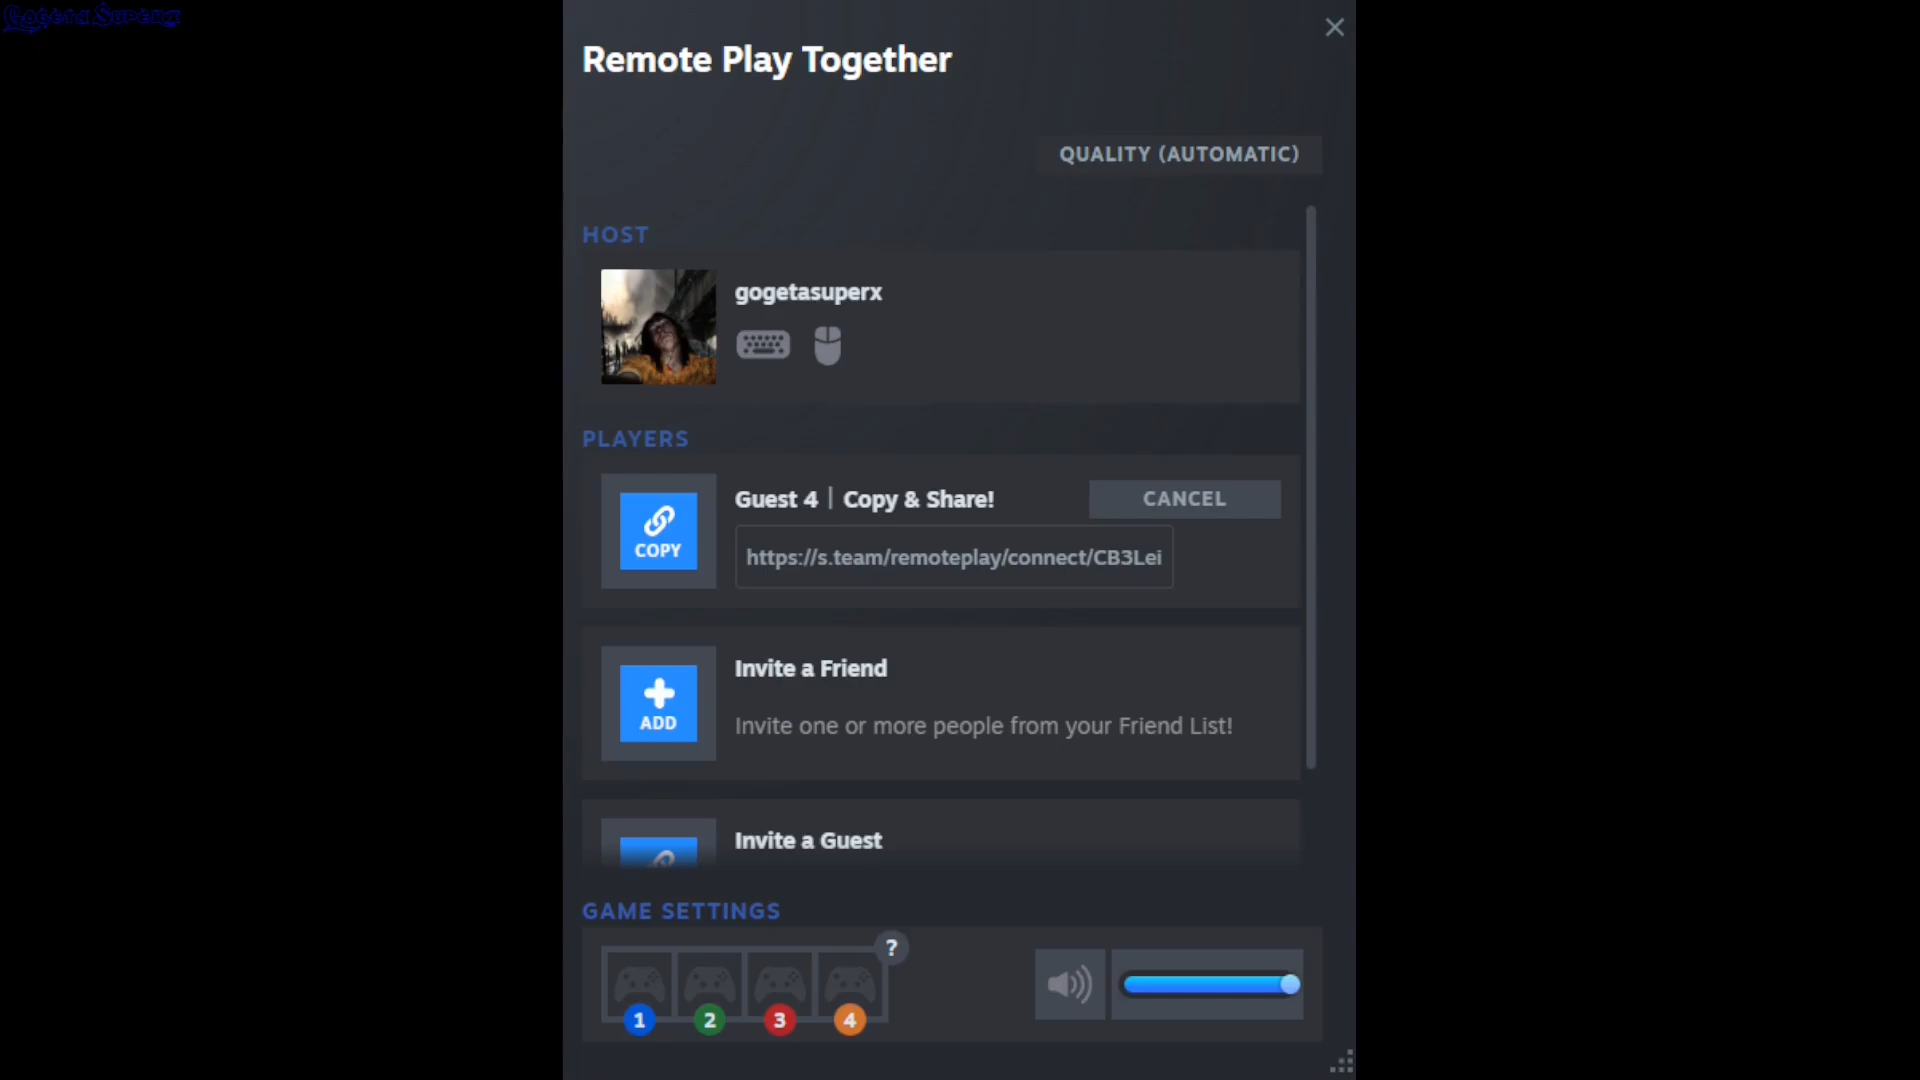 Gogeta Superx
Remote Play Together
QUALITY (AUTOMATIC)
HOST
gogetasuperx
PLAYERS
COPY
Guest 4 | Copy & Share!
CANCEL
https://s.team/remoteplay/connect/CB3Lei
ADD
Invite a Friend
Invite one or more people from your Friend List!
Invite a Guest
GAME SETTINGS
?
1 2 3 4